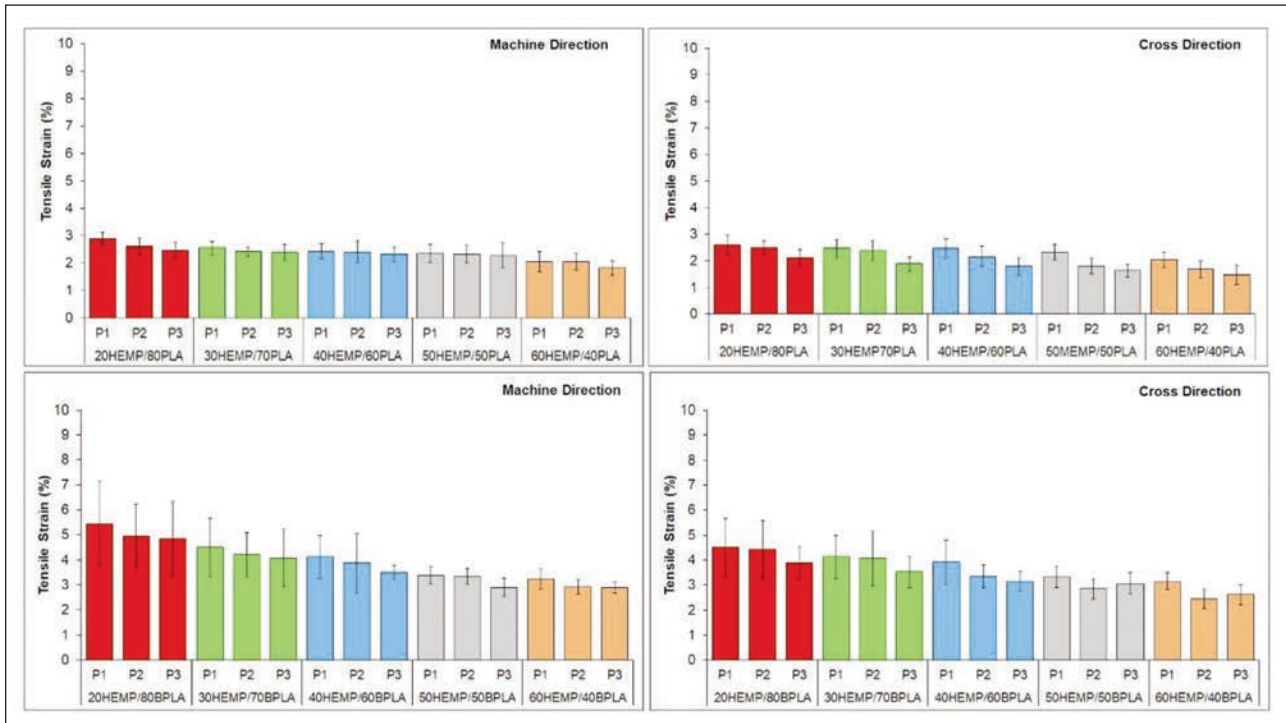 Machine Direction
Tensile Strain (%)
10
9
8
7
6
5
4
3
2
1
0
P1 P2 P3 P1 P2 P3 P1 P2 P3 P1 P2 P3 P1 P2 P3
20HEMP/80PLA 30HEMP/70PLA 40HEMP/60PLA 50HEMP/50PLA 60HEMP/40PLA
Cross Direction
Tensile Strain (%)
10
9
8
7
6
5
4
3
2
1
0
P1 P2 P3 P1 P2 P3 P1 P2 P3 P1 P2 P3 P1 P2 P3
20HEMP/80PLA 30HEMP70PLA 40HEMP/60PLA 50MEMP/50PLA 60HEMP/40PLA
Machine Direction
Tensile Strain (%)
10
9
8
7
6
5
4
3
2
1
0
P1 P2 P3 P1 P2 P3 P1 P2 P3 P1 P2 P3 P1 P2 P3
20HEMP/80BPLA 30HEMP/70BPLA 40HEMP/60BPLA 50HEMP/50BPLA 60HEMP/40BPLA
Cross Direction
Tensile Strain (%)
10
9
8
7
6
5
4
3
2
1
0
P1 P2 P3 P1 P2 P3 P1 P2 P3 P1 P2 P3 P1 P2 P3
20HEMP/80BPLA 30HEMP/70BPLA 40HEMP/60BPLA 50HEMP/50BPLA 60HEMP/40BPLA